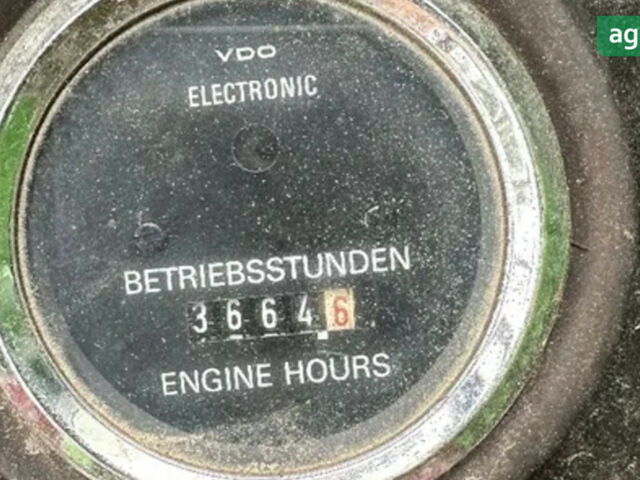 ag
VDO
ELECTRONIC
BETRIEBSSTUNDEN
36646
ENGINE HOURS